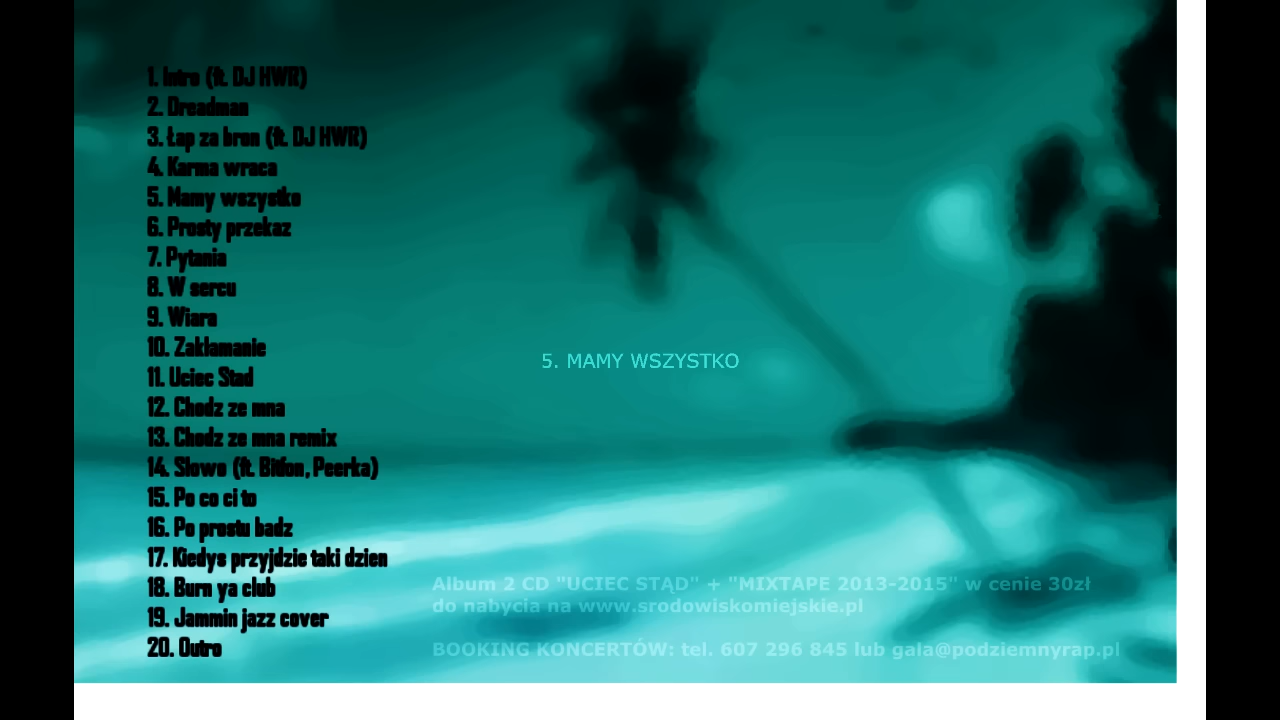 1. Intro (ft. DJ HWR)
2. Dreadman
3. Łap za bron (ft. DJ HWR)
4. Karma wraca
5. Mamy wszystko
6. Prosty przekaz
7. Pytania
8. W sercu
9. Wiara
10. Zakłamanie
11. Uciec Stad
12. Chodz ze mna
13. Chodz ze mna remix
14. Slowo (ft. Bitfon, Peerka)
15. Po co ci to
16. Po prostu badz
17. Kiedys przyjdzie taki dzien
18. Burn ya club
19. Jammin jazz cover
20. Outro
5. MAMY WSZYSTKO
Album 2 CD "UCIEC STĄD" + "MIXTAPE 2013-2015" w cenie 30zł
do nabycia na www.srodowiskomiejskie.pl
BOOKING KONCERTÓW: tel. 607 296 845 lub gala@podziemnyrap.pl